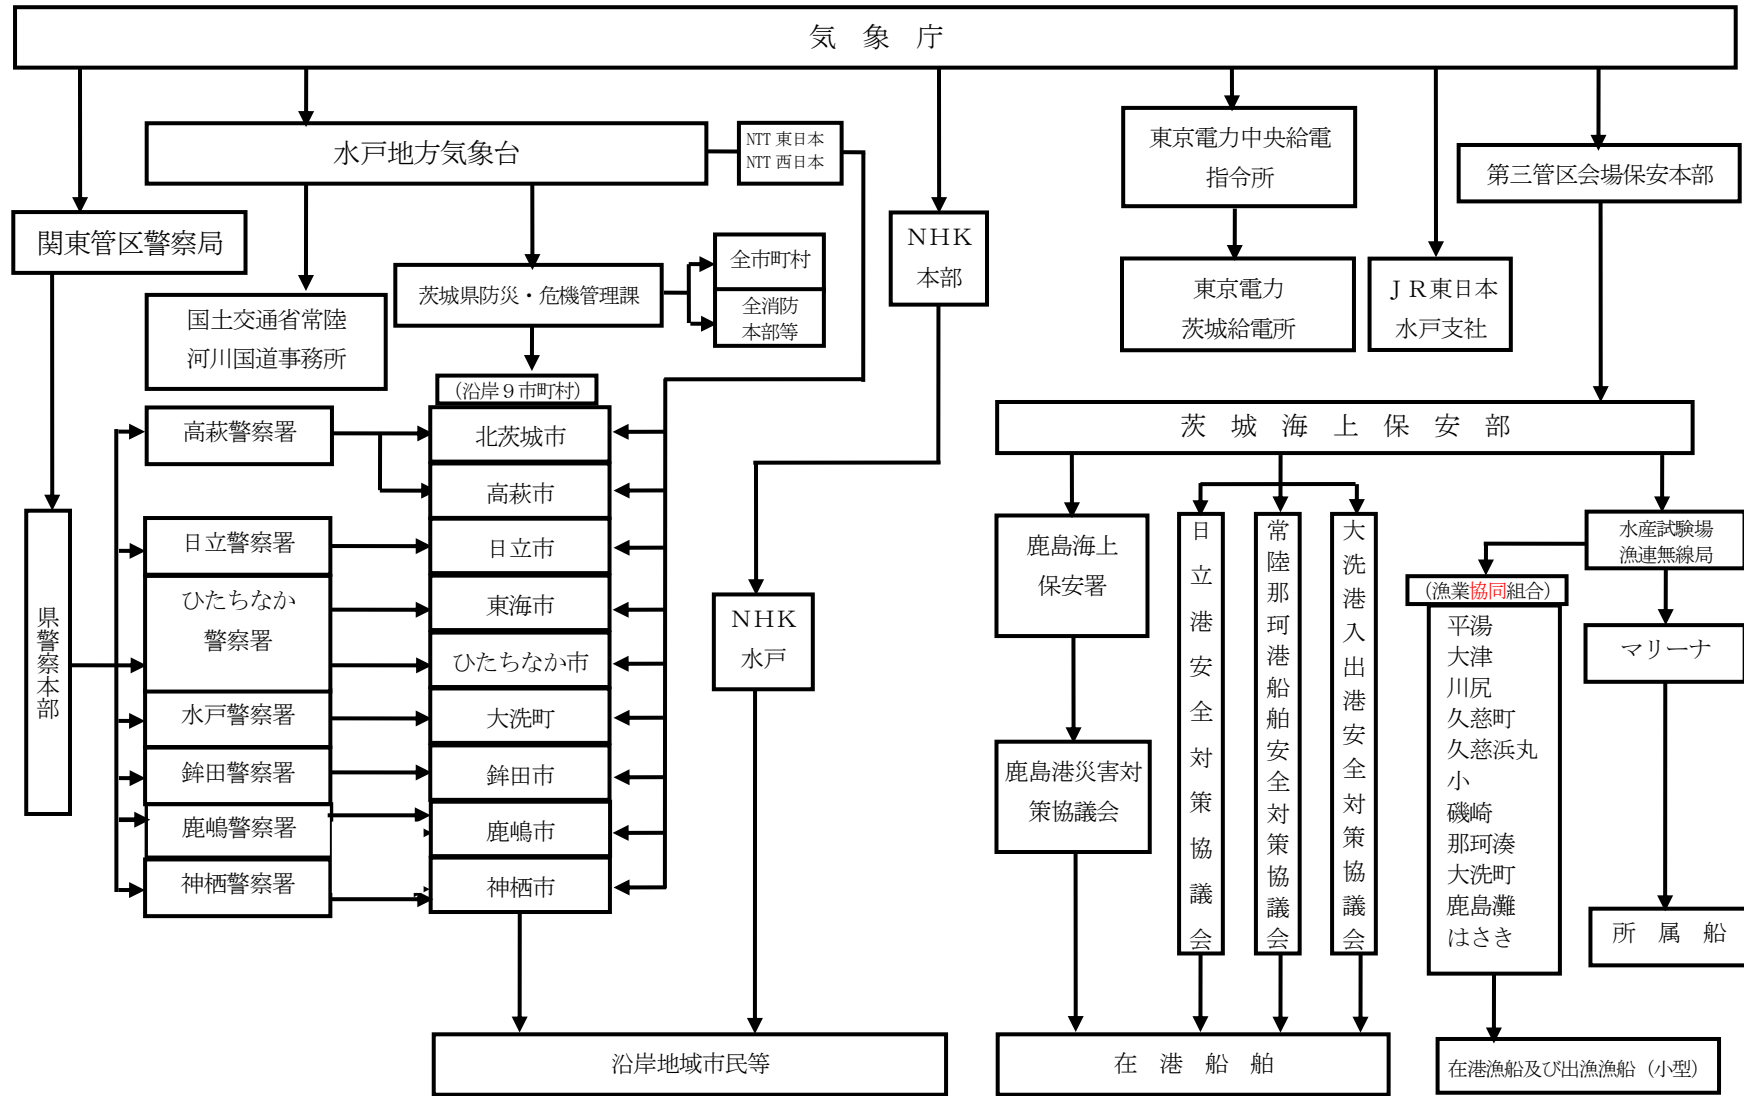 気象庁
水戸地方気象台
NTT 東日本
NTT 西日本
東京電力中央給電
指令所
第三管区会場保安本部
関東管区警察局
NHK
本部
全市町村
茨城県防災・危機管理課
全消防
本部等
東京電力
茨城給電所
JR東日本
水戸支社
国土交通省常陸
河川国道事務所
(沿岸9市町村)
高萩警察署
北茨城市
高萩市
茨城海上保安部
県警察本部
日立警察署
日立市
ひたちなか
警察署
東海市
ひたちなか市
水戸警察署
大洗町
鉾田警察署
鉾田市
鹿嶋警察署
鹿嶋市
神栖警察署
神栖市
NHK
水戸
鹿島海上
保安署
鹿島港災害対
策協議会
日立港安全対策協議会
常陸那珂港船舶安全対策協議会
大洗港入出港安全対策協議会
水産試験場
漁連無線局
(漁業協同組合)
平湯
大津
川尻
久慈町
久慈浜丸
小
磯崎
那珂湊
大洗町
鹿島灘
はさき
マリーナ
所属船
沿岸地域市民等
在港船舶
在港漁船及び出漁漁船（小型）